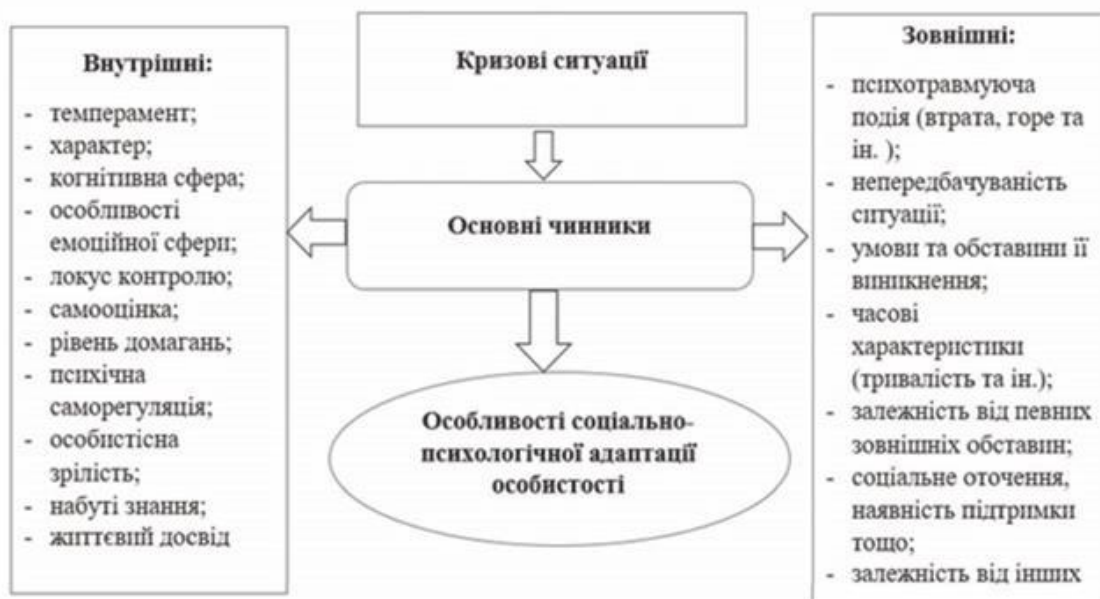 Внутрішні:
- темперамент;
- характер;
- когнітивна сфера;
- особливості
емоційної сфери;
- локус контролю;
- самооцінка;
- рівень домагань;
- психічна
саморегуляція;
- особистісна
зрілість;
- набуті знання;
- життєвий досвід
Кризові ситуації
Основні чинники
Особливості соціально-
психологічної адаптації
особистості
Зовнішні:
- психотравмуюча
подія (втрата, горе та
ін. );
- непередбачуваність
ситуації;
- умови та обставини її
виникнення;
- часові
характеристики
(тривалість та ін.);
- залежність від певних
зовнішніх обставин;
- соціальне оточення,
наявність підтримки
тощо;
- залежність від інших